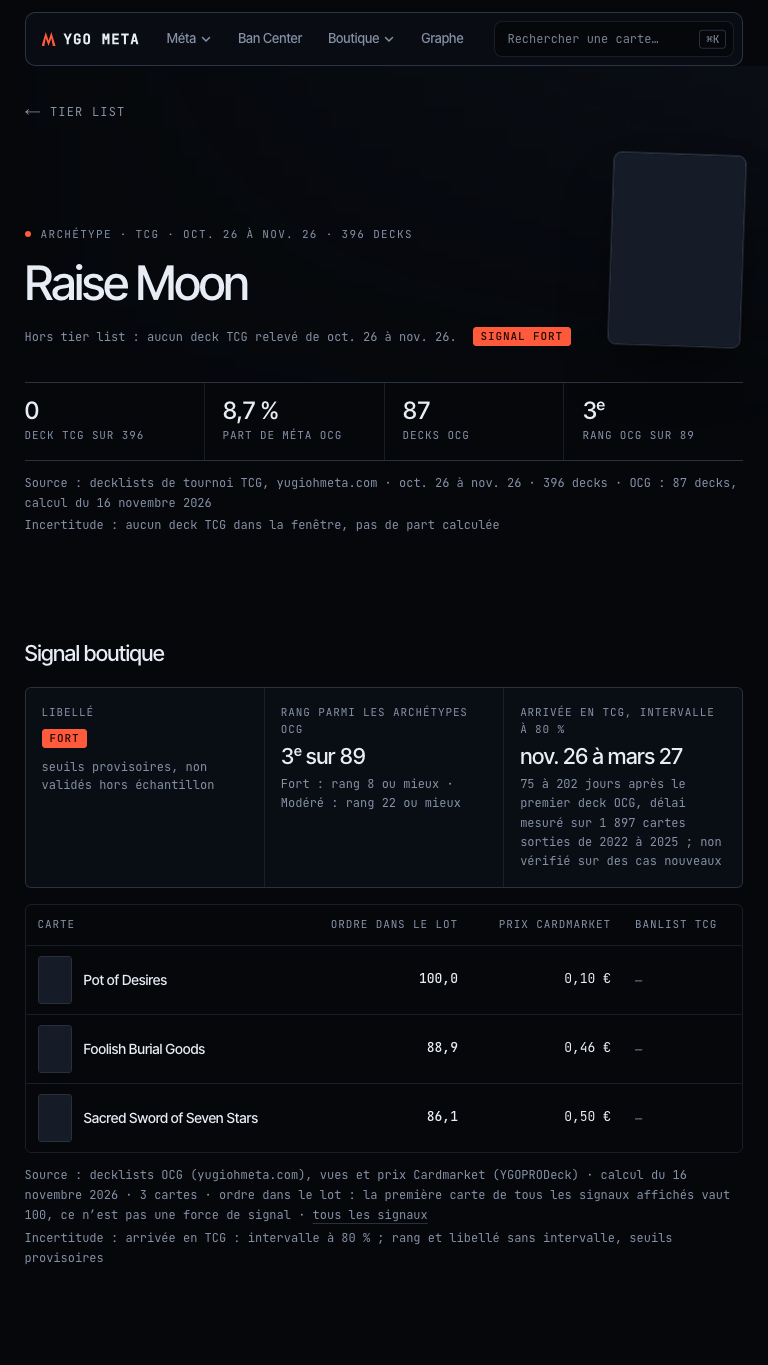 YGO META Méta Ban Center Boutique Graphe Rechercher une carte… ⌘K
← TIER LIST
ARCHÉTYPE · TCG · OCT. 26 À NOV. 26 · 396 DECKS
Raise Moon
Hors tier list : aucun deck TCG relevé de oct. 26 à nov. 26. SIGNAL FORT
0 8,7 % 87 3ᵉ
DECK TCG SUR 396 PART DE MÉTA OCG DECKS OCG RANG OCG SUR 89
Source : decklists de tournoi TCG, yugiohmeta.com · oct. 26 à nov. 26 · 396 decks · OCG : 87 decks,
calcul du 16 novembre 2026
Incertitude : aucun deck TCG dans la fenêtre, pas de part calculée
Signal boutique
LIBELLÉ
FORT
seuils provisoires, non
validés hors échantillon
RANG PARMI LES ARCHÉTYPES
OCG
3ᵉ sur 89
Fort : rang 8 ou mieux ·
Modéré : rang 22 ou mieux
ARRIVÉE EN TCG, INTERVALLE
À 80 %
nov. 26 à mars 27
75 à 202 jours après le
premier deck OCG, délai
mesuré sur 1 897 cartes
sorties de 2022 à 2025 ; non
vérifié sur des cas nouveaux
CARTE ORDRE DANS LE LOT PRIX CARDMARKET BANLIST TCG
Pot of Desires 100,0 0,10 € —
Foolish Burial Goods 88,9 0,46 € —
Sacred Sword of Seven Stars 86,1 0,50 € —
Source : decklists OCG (yugiohmeta.com), vues et prix Cardmarket (YGOPRODeck) · calcul du 16
novembre 2026 · 3 cartes · ordre dans le lot : la première carte de tous les signaux affichés vaut
100, ce n’est pas une force de signal · tous les signaux
Incertitude : arrivée en TCG : intervalle à 80 % ; rang et libellé sans intervalle, seuils
provisoires